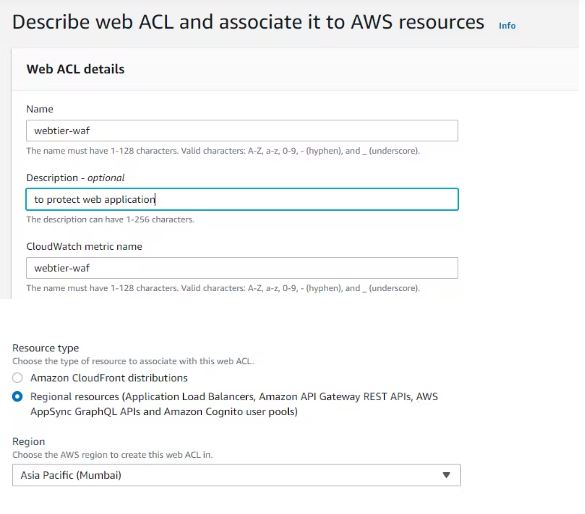 Describe web ACL and associate it to AWS resources Info
Web ACL details
Name
webtier-waf
The name must have 1-128 characters. Valid characters: A-Z, a-z, 0-9, - (hyphen), and _ (underscore).
Description - optional
to protect web application
The description can have 1-256 characters.
CloudWatch metric name
webtier-waf
The name must have 1-128 characters. Valid characters: A-Z, a-z, 0-9, - (hyphen), and _ (underscore).
Resource type
Choose the type of resource to associate with this web ACL.
Amazon CloudFront distributions
Regional resources (Application Load Balancers, Amazon API Gateway REST APIs, AWS
AppSync GraphQL APIs and Amazon Cognito user pools)
Region
Choose the AWS region to create this web ACL in.
Asia Pacific (Mumbai)